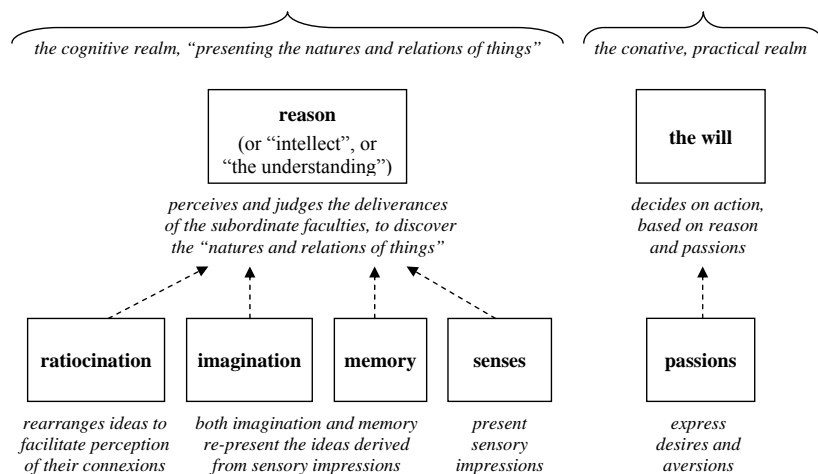 the cognitive realm, “presenting the natures and relations of things”
the conative, practical realm
reason
(or “intellect”, or
“the understanding”)
the will
perceives and judges the deliverances
of the subordinate faculties, to discover
the “natures and relations of things”
decides on action,
based on reason
and passions
ratiocination
imagination
memory
senses
passions
rearranges ideas to
facilitate perception
of their connexions
both imagination and memory
re-present the ideas derived
from sensory impressions
present
sensory
impressions
express
desires and
aversions